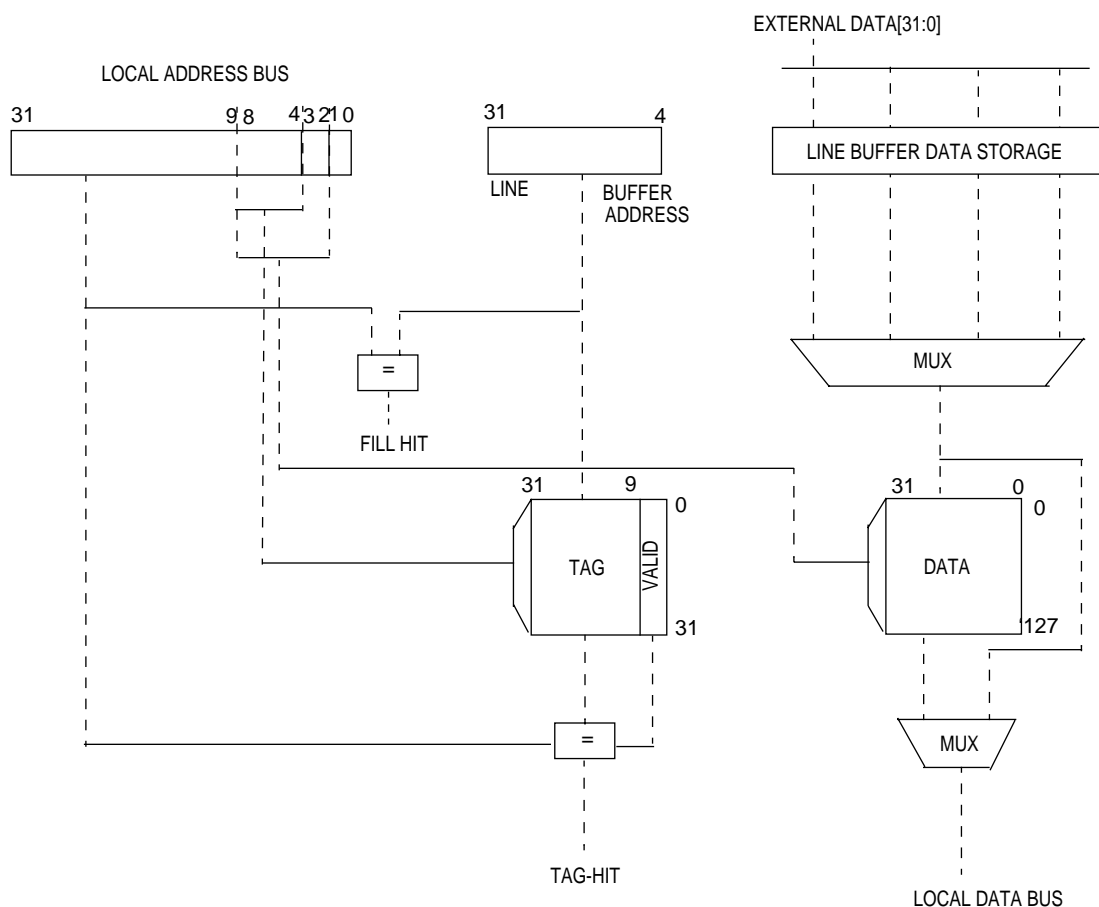 EXTERNAL DATA[31:0]
LOCAL ADDRESS BUS
31 9 8 4 3 2 1 0
31 4
LINE BUFFER DATA STORAGE
LINE BUFFER
ADDRESS
MUX
=
FILL HIT
31 9
0
31 0
0
TAG
VALID
DATA
31
127
=
MUX
TAG-HIT
LOCAL DATA BUS